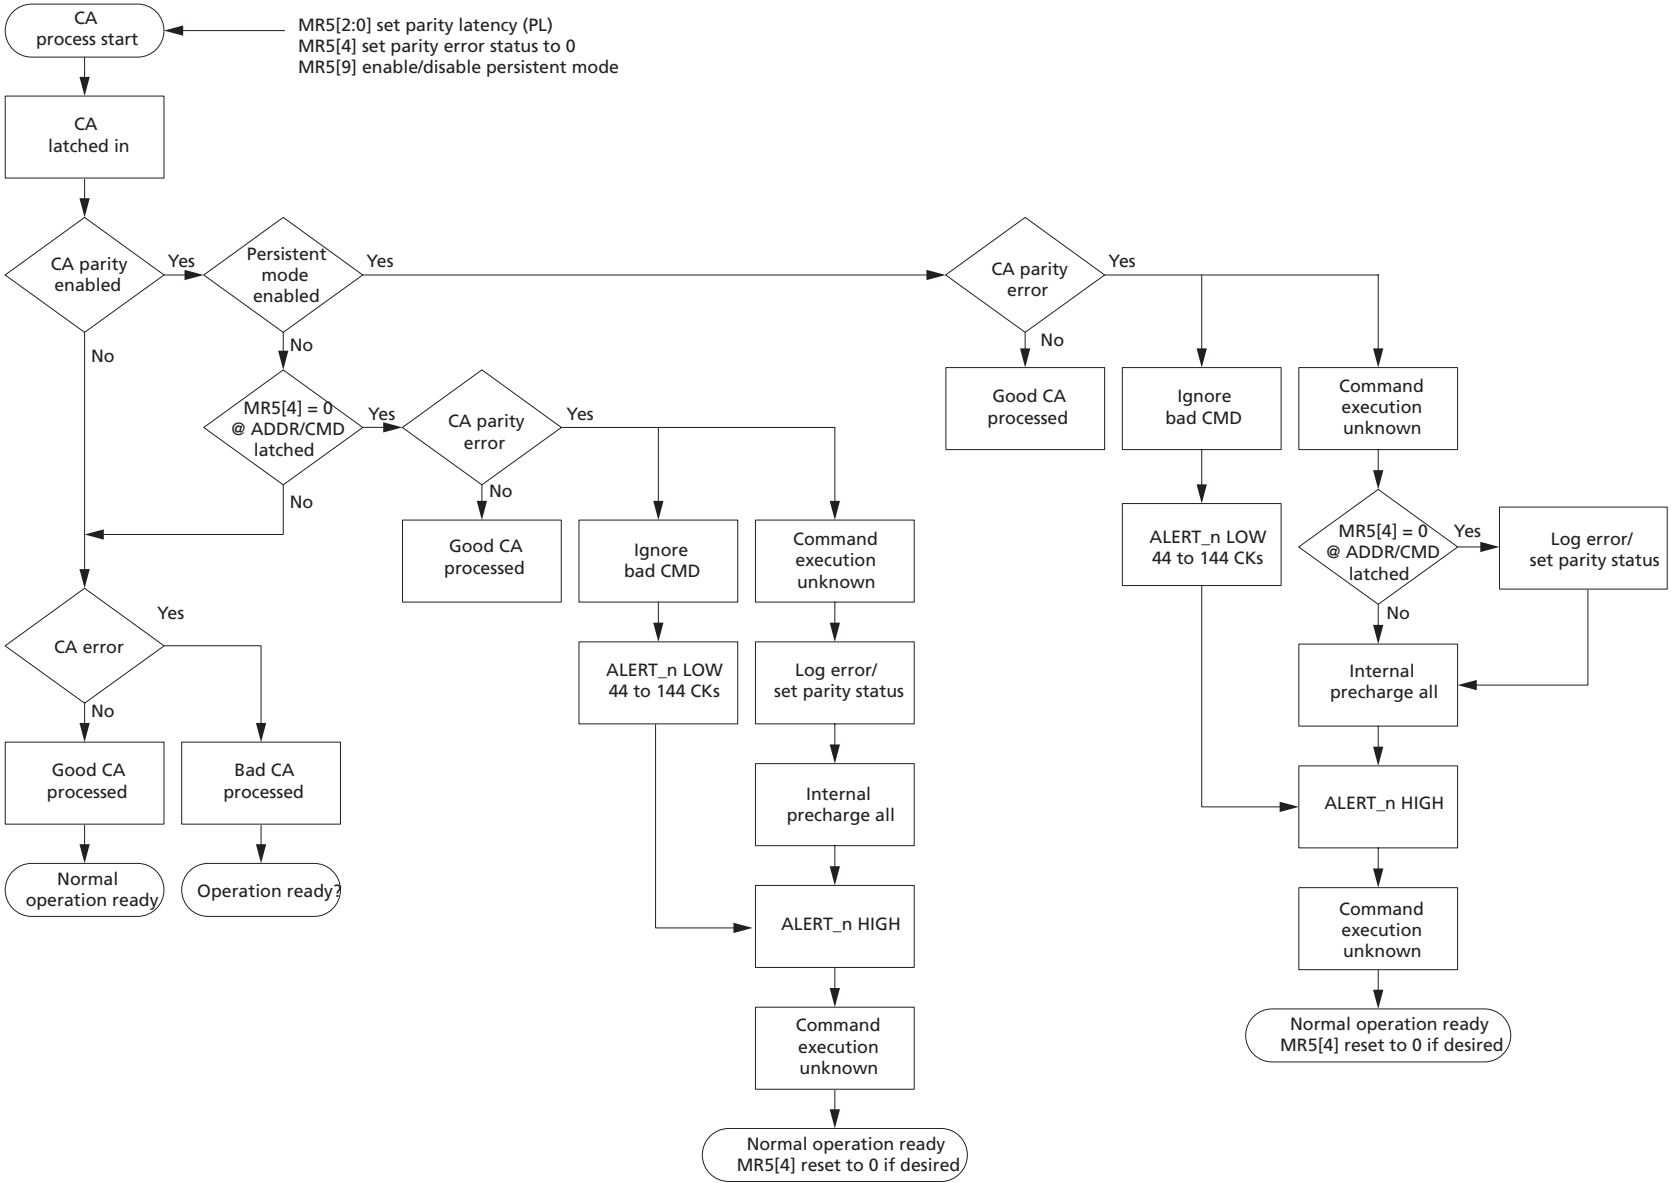 CA
process start
MR5[2:0] set parity latency (PL)
MR5[4] set parity error status to 0
MR5[9] enable/disable persistent mode
CA
latched in
CA parity
enabled
Yes
No
Persistent
mode
enabled
Yes
No
CA parity
error
Yes
No
Good CA
processed
Ignore
bad CMD
Command
execution
unknown
MR5[4] = 0
@ ADDR/CMD
latched
Yes
No
CA parity
error
Yes
No
Good CA
processed
Ignore
bad CMD
Command
execution
unknown
ALERT_n LOW
44 to 144 CKs
MR5[4] = 0
@ ADDR/CMD
latched
Yes
No
Log error/
set parity status
CA error
Yes
No
ALERT_n LOW
44 to 144 CKs
Log error/
set parity status
Internal
precharge all
Good CA
processed
Bad CA
processed
Internal
precharge all
ALERT_n HIGH
Normal
operation ready
Operation ready?
ALERT_n HIGH
Command
execution
unknown
Command
execution
unknown
Normal operation ready
MR5[4] reset to 0 if desired
Normal operation ready
MR5[4] reset to 0 if desired